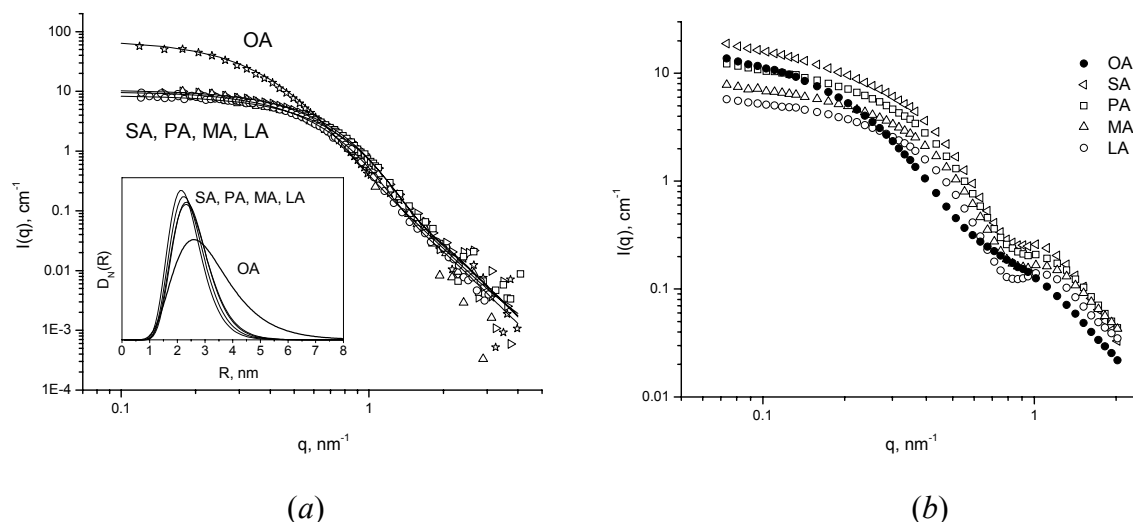 100
10
1
0.1
0.01
1E-3
1E-4
I(q), cm⁻¹
OA
SA, PA, MA, LA
SA, PA, MA, LA
OA
D_N(R)
0 1 2 3 4 5 6 7 8
R, nm
0.1 1
q, nm⁻¹
(a)
10
1
0.1
0.01
I(q), cm⁻¹
OA
SA
PA
MA
LA
0.1 1
q, nm⁻¹
(b)